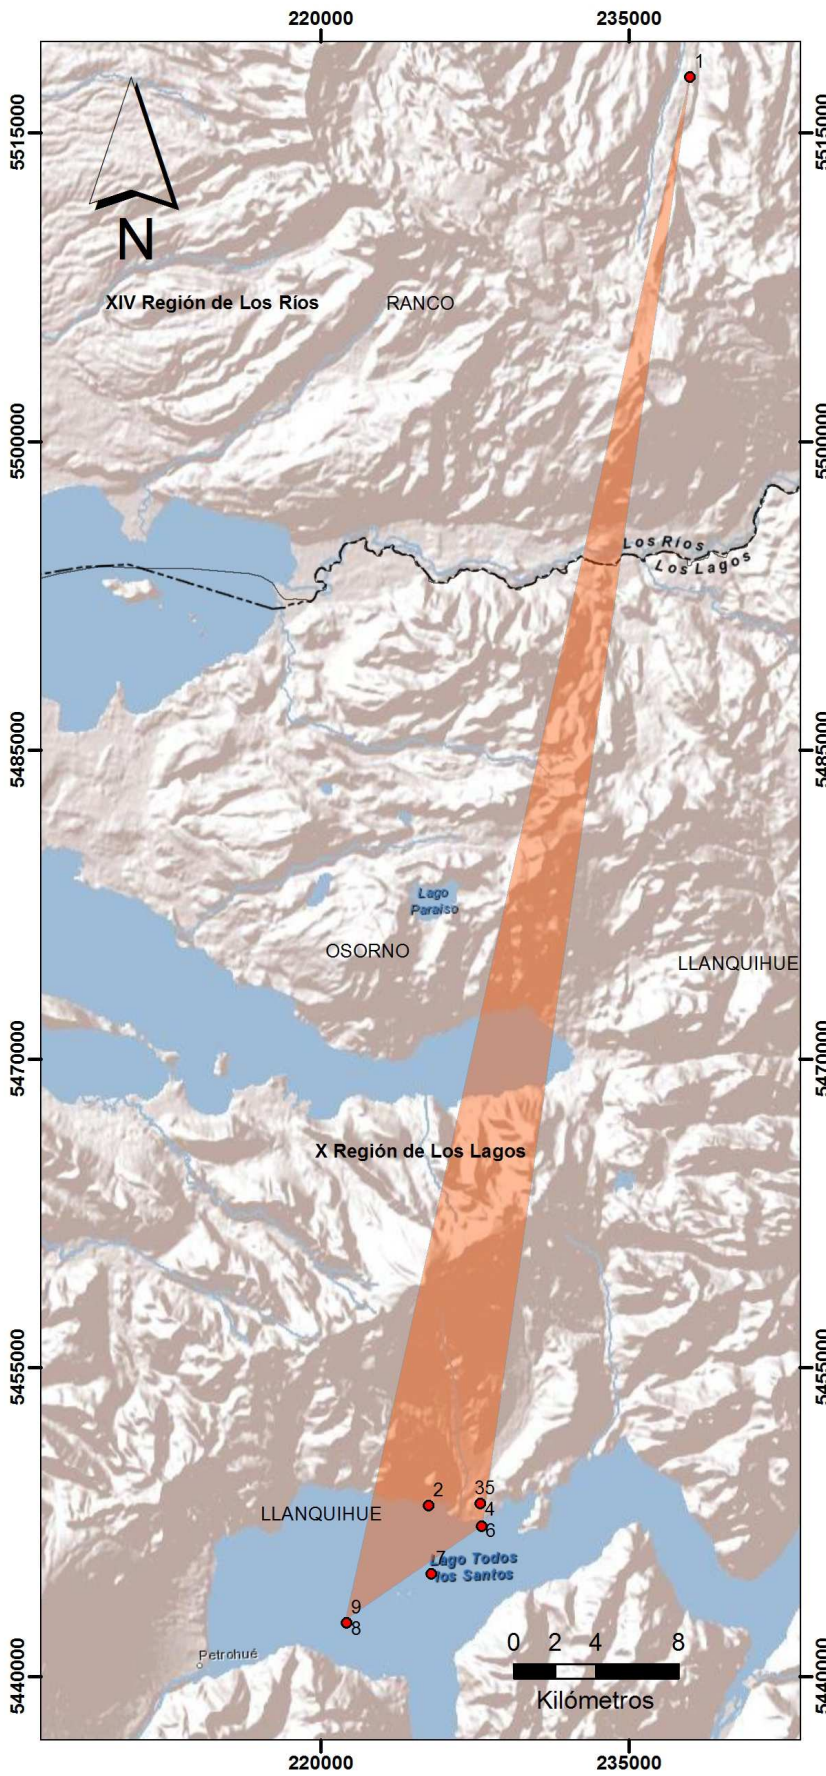 220000
235000
1
5515000
5515000
N
XIV Región de Los Ríos
RANCO
5500000
5500000
Los Ríos
Los Lagos
5485000
5485000
Lago
Paraiso
OSORNO
LLANQUIHUE
5470000
5470000
X Región de Los Lagos
5455000
5455000
2
35
4
LLANQUIHUE
6
7
Lago Todos
los Santos
9
8
0 2 4 8
Kilómetros
Petrohué
5440000
5440000
220000
235000